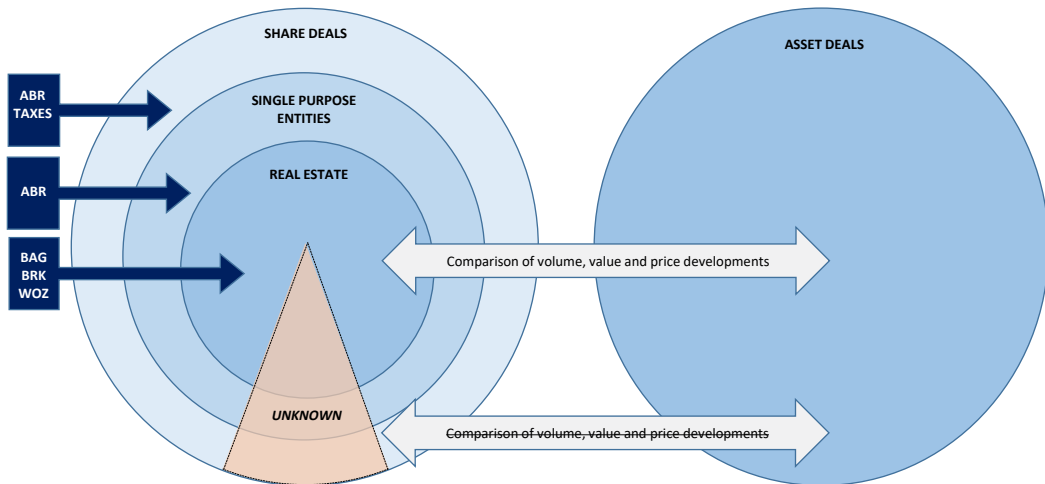 SHARE DEALS
ASSET DEALS
ABR
TAXES
SINGLE PURPOSE
ENTITIES
ABR
REAL ESTATE
BAG
BRK
WOZ
Comparison of volume, value and price developments
UNKNOWN
Comparison of volume, value and price developments